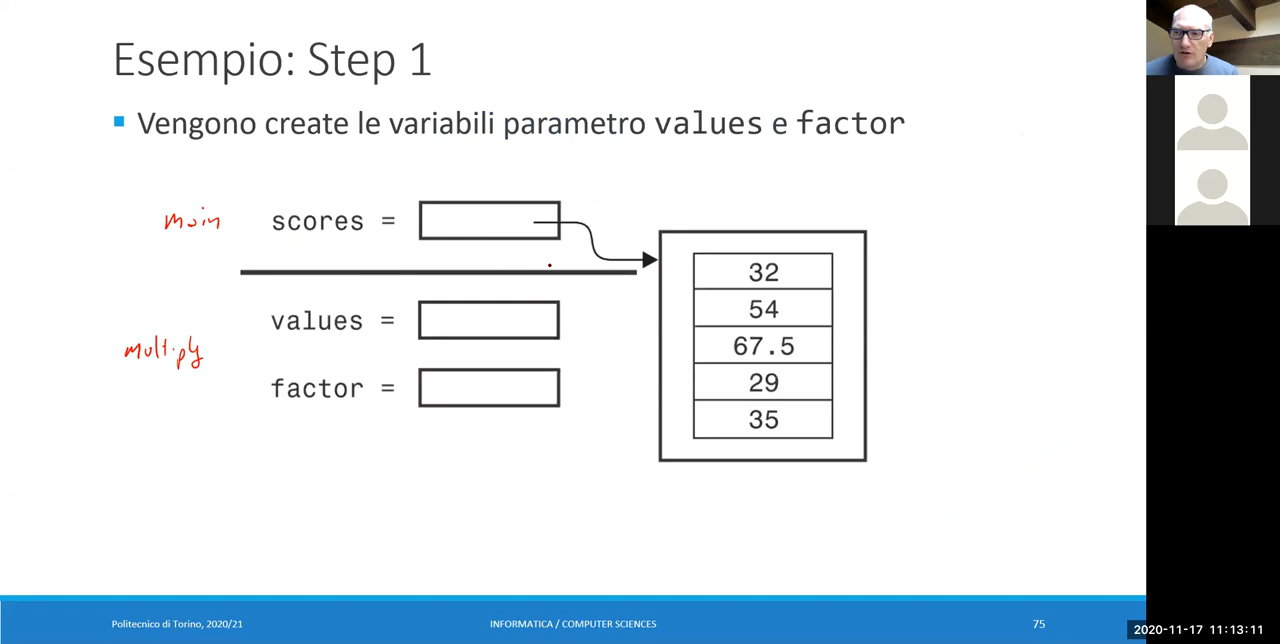 Esempio: Step 1
▪ Vengono create le variabili parametro values e factor
main
scores =
values =
multiply
factor =
32
54
67.5
29
35
Politecnico di Torino, 2020/21
INFORMATICA / COMPUTER SCIENCES
75
2020-11-17 11:13:11